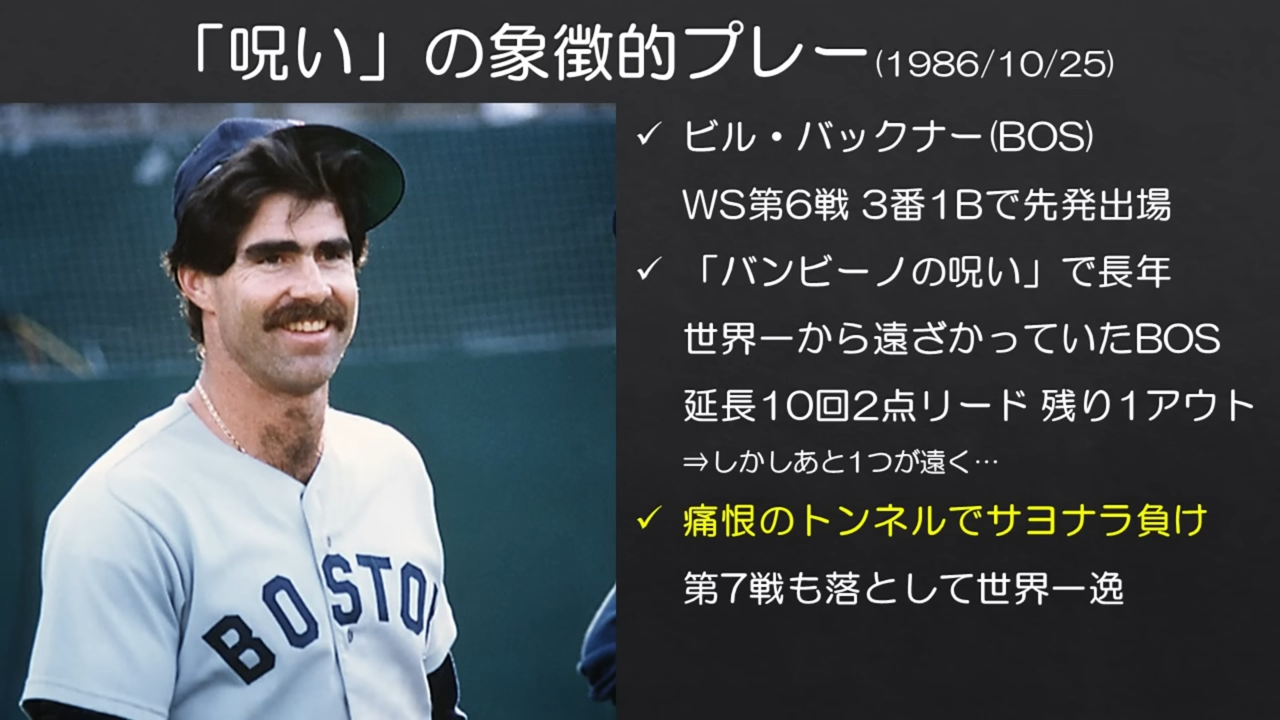 「呪い」の象徴的プレー(1986/10/25)
✓ ビル・バックナー(BOS)
WS第6戦 3番1Bで先発出場
✓ 「バンビーノの呪い」で長年
世界一から遠ざかっていたBOS
延長10回2点リード 残り1アウト
⇒しかしあと1つが遠く…
✓ 痛恨のトンネルでサヨナラ負け
第7戦も落として世界一逸
BOSTON